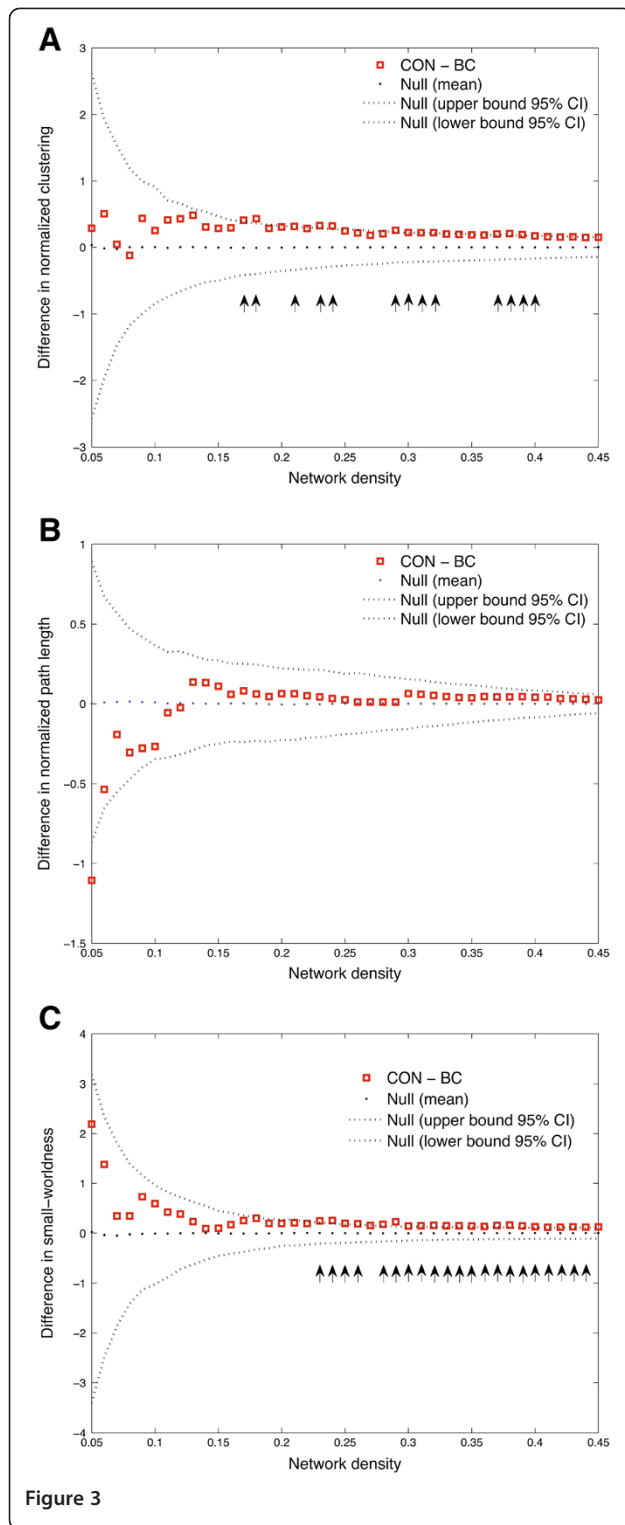 A
3
2
1
0
−1
−2
−3
Difference in normalized clustering
CON − BC
Null (mean)
Null (upper bound 95% CI)
Null (lower bound 95% CI)
0.05 0.1 0.15 0.2 0.25 0.3 0.35 0.4 0.45
Network density
B
1
0.5
0
−0.5
−1
−1.5
Difference in normalized path length
CON − BC
Null (mean)
Null (upper bound 95% CI)
Null (lower bound 95% CI)
0.05 0.1 0.15 0.2 0.25 0.3 0.35 0.4 0.45
Network density
C
4
3
2
1
0
−1
−2
−3
−4
Difference in small−worldness
CON − BC
Null (mean)
Null (upper bound 95% CI)
Null (lower bound 95% CI)
0.05 0.1 0.15 0.2 0.25 0.3 0.35 0.4 0.45
Network density
Figure 3